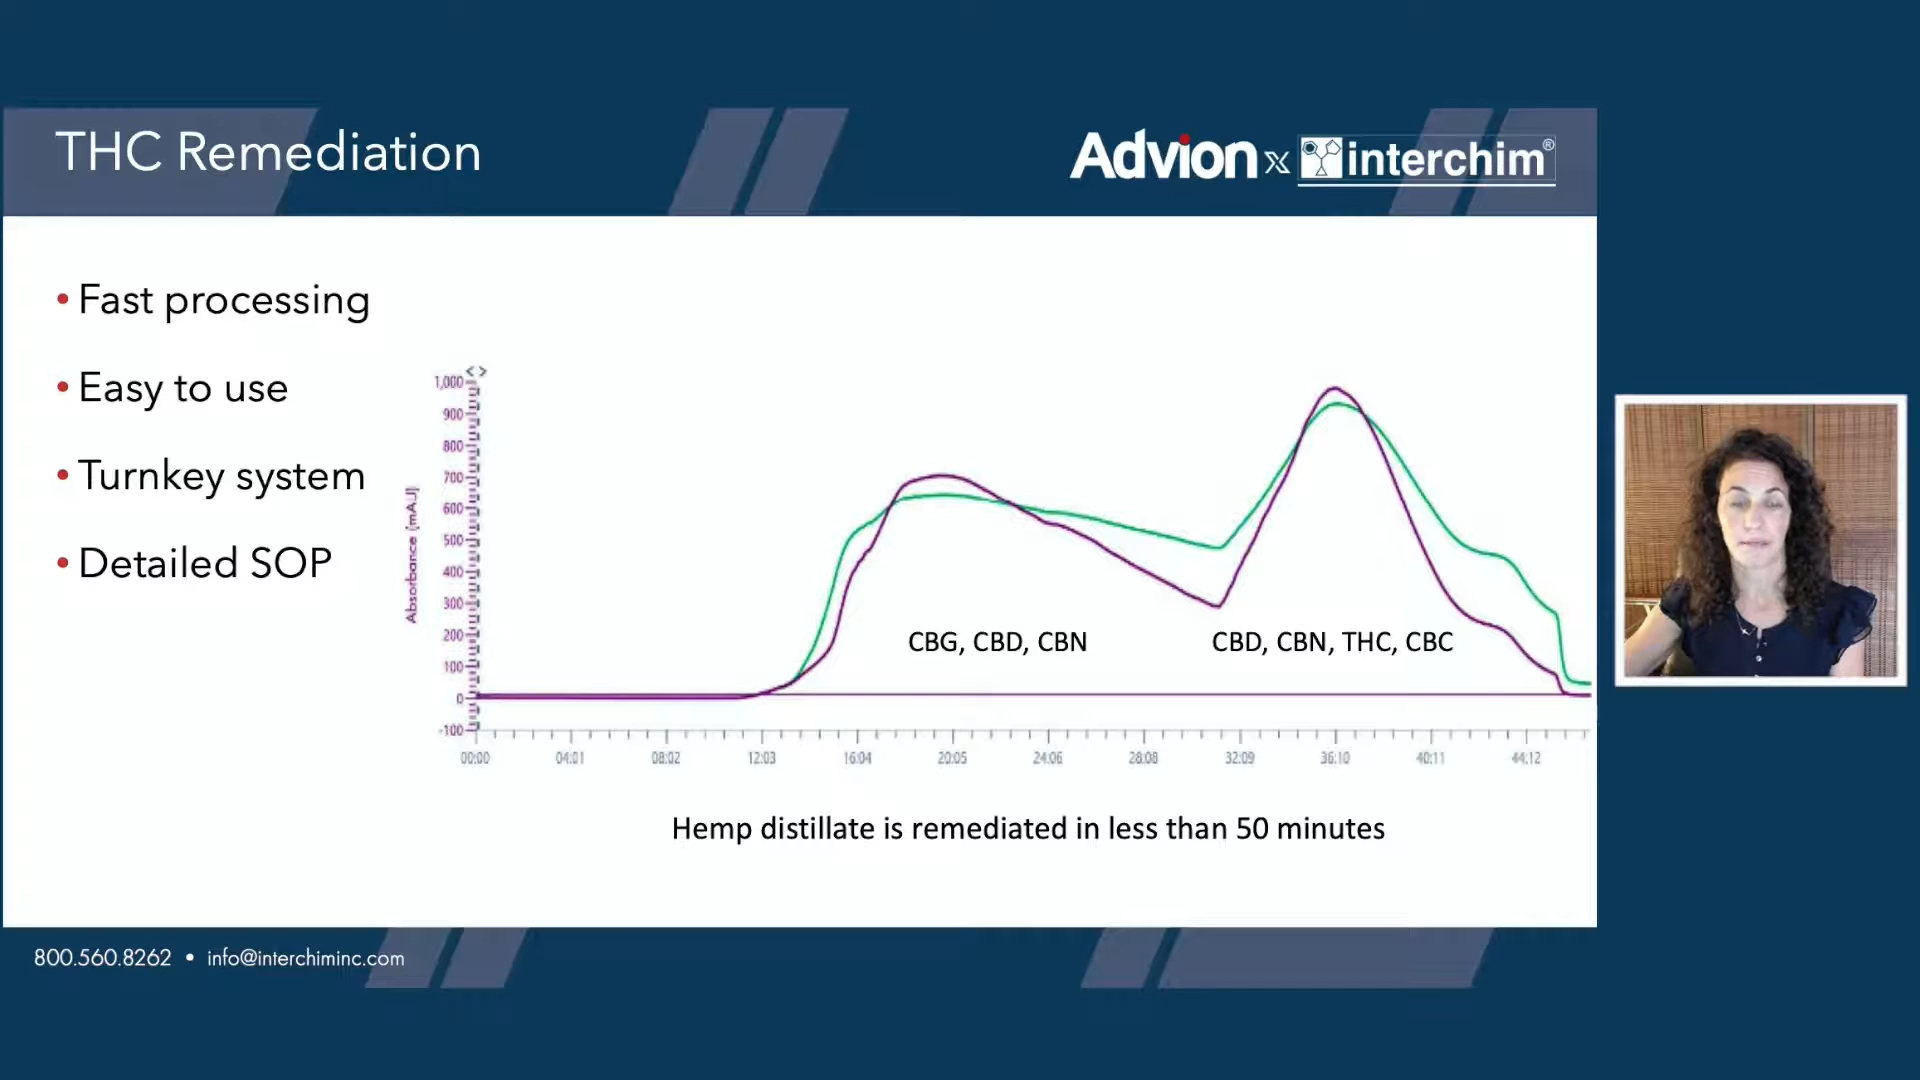 THC Remediation
Advion x interchim®
• Fast processing
• Easy to use
• Turnkey system
• Detailed SOP
< >
Absorbance [mAU]
1,000
900
800
700
600
500
400
300
200
100
0
-100
CBG, CBD, CBN
CBD, CBN, THC, CBC
00:00 04:01 08:02 12:03 16:04 20:05 24:06 28:08 32:09 36:10 40:11 44:12
Hemp distillate is remediated in less than 50 minutes
800.560.8262 • info@interchiminc.com